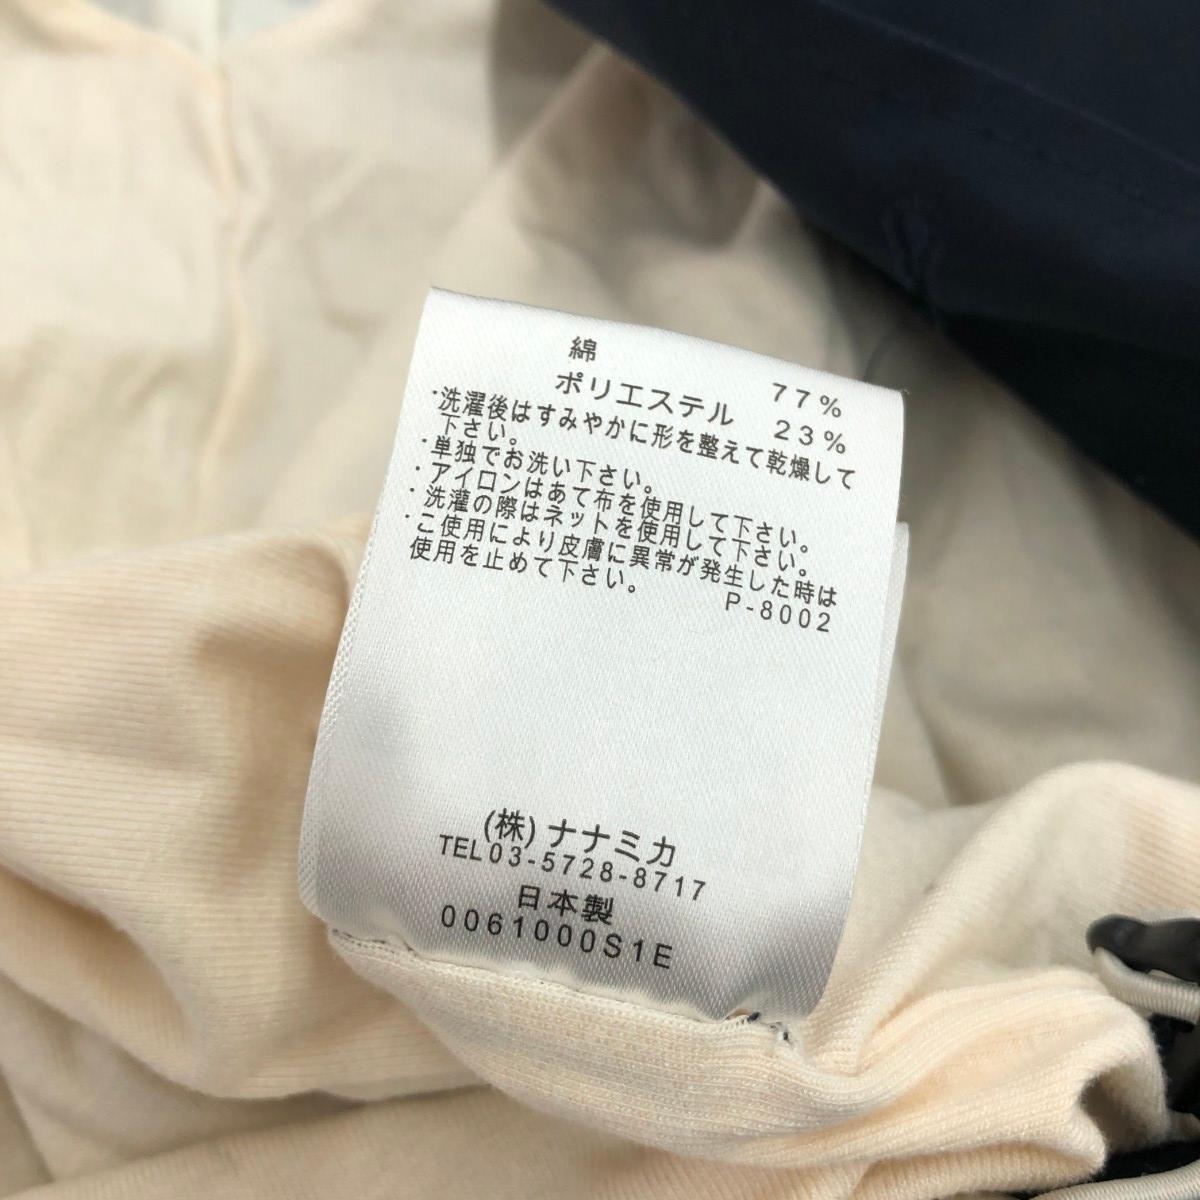 綿 77%
ポリエステル 23%
・洗濯後はすみやかに形を整えて乾燥して
下さい。
・単独でお洗い下さい。
・アイロンはあて布を使用して下さい。
・洗濯の際はネットを使用して下さい。
・ご使用により皮膚に異常が発生した時は
使用を止めて下さい。
P-8002
(株)ナナミカ
TEL03-5728-8717
日本製
0061000S1E